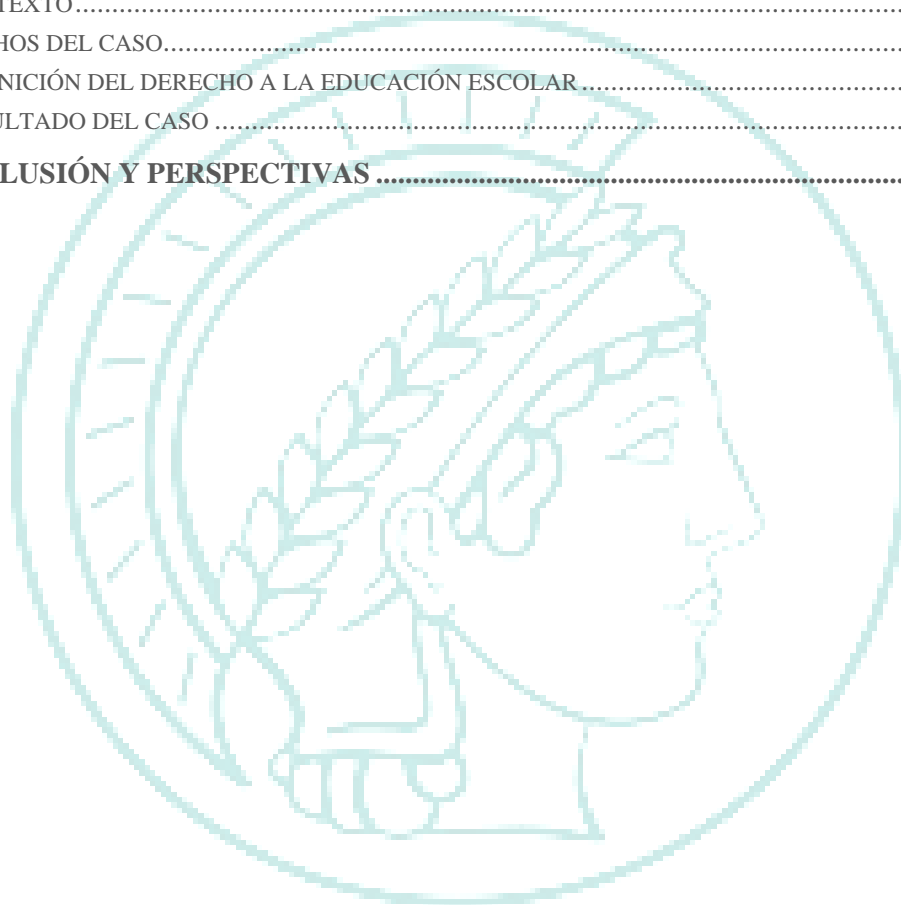 TEXTO..........................................................................................................
HOS DEL CASO..............................................................................................
NICIÓN DEL DERECHO A LA EDUCACIÓN ESCOLAR...........................................
ULTADO DEL CASO.......................................................................................
LUSIÓN Y PERSPECTIVAS..........................................................................